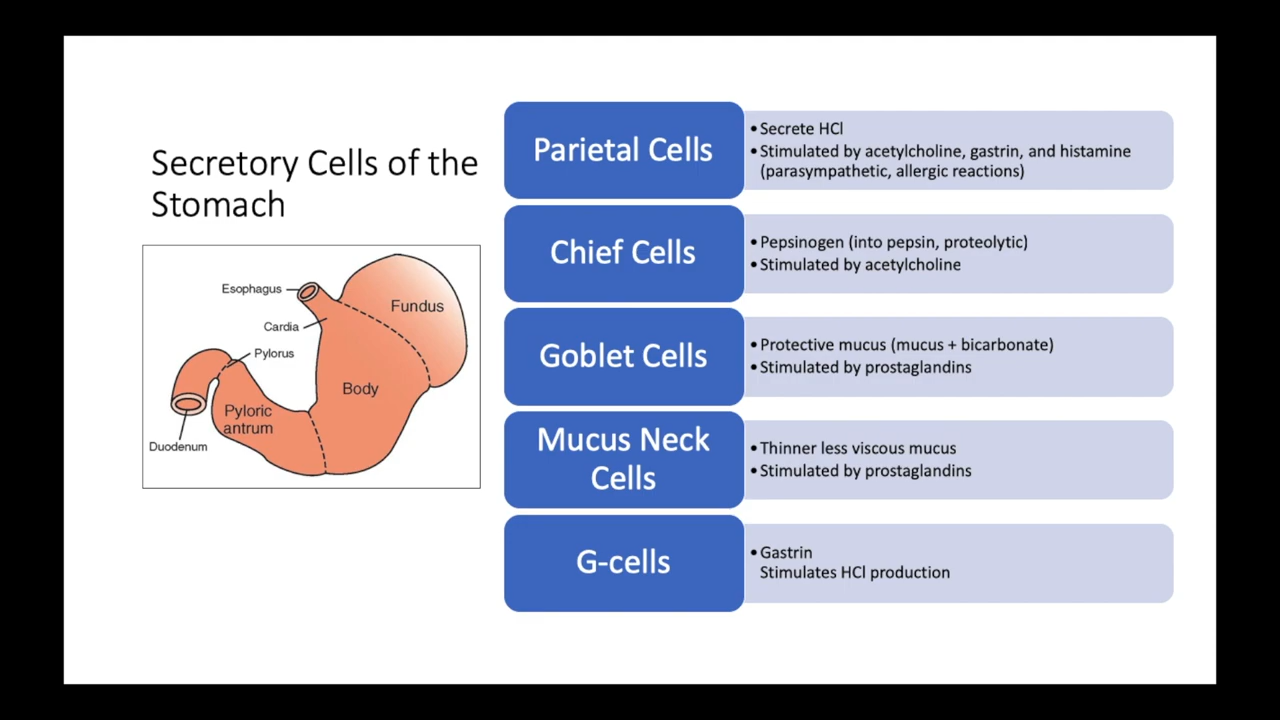 Secretory Cells of the
Stomach
Esophagus
Fundus
Cardia
Pylorus
Body
Pyloric
antrum
Duodenum
Parietal Cells
•Secrete HCl
•Stimulated by acetylcholine, gastrin, and histamine
(parasympathetic, allergic reactions)
Chief Cells
•Pepsinogen (into pepsin, proteolytic)
•Stimulated by acetylcholine
Goblet Cells
•Protective mucus (mucus + bicarbonate)
•Stimulated by prostaglandins
Mucus Neck
Cells
•Thinner less viscous mucus
•Stimulated by prostaglandins
G-cells
•Gastrin
Stimulates HCl production